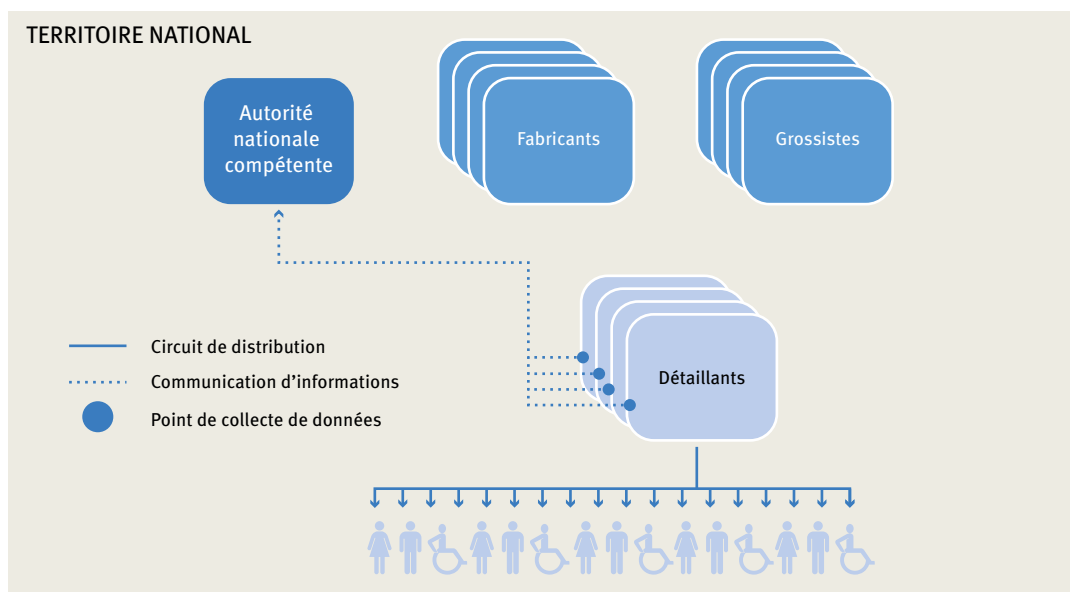 TERRITOIRE NATIONAL
Autorité
nationale
compétente
Fabricants
Grossistes
Détaillants
Circuit de distribution
Communication d’informations
Point de collecte de données